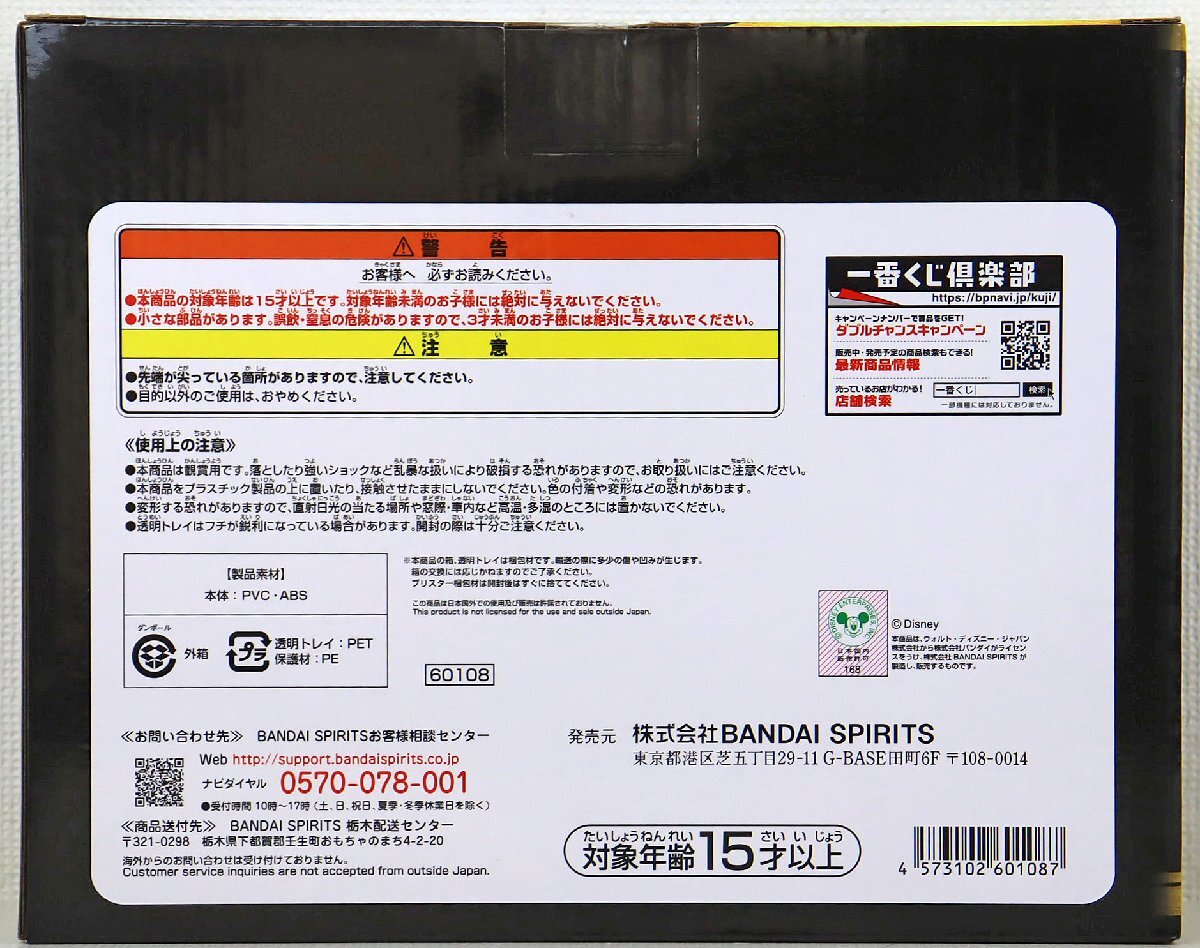 ⚠警告
お客様へ 必ずお読みください。
●本商品の対象年齢は15才以上です。対象年齢未満のお子様には絶対に与えないでください。
●小さな部品があります。誤飲・窒息の危険がありますので、3才未満のお子様には絶対に与えないでください。
⚠注意
●先端が尖っている箇所がありますので、注意してください。
●目的以外のご使用は、おやめください。
一番くじ倶楽部
https://bpnavi.jp/kuji/
キャンペーンナンバーで賞品をGET!
ダブルチャンスキャンペーン
販売中・発売予定の商品検索もできる!
最新商品情報
売っているお店がわかる!
店舗検索
一番くじ 検索
一部機種には対応しておりません。
《使用上の注意》
●本商品は観賞用です。落としたり強いショックなど乱暴な扱いにより破損する恐れがありますので、お取り扱いにはご注意ください。
●本商品をプラスチック製品の上に置いたり、接触させたままにしないでください。色の付着や変形などの恐れがあります。
●変形する恐れがありますので、直射日光の当たる場所や窓際・車内など高温・多湿のところには置かないでください。
●透明トレイはフチが鋭利になっている場合があります。開封の際は十分ご注意ください。
【製品素材】
本体：PVC・ABS
ダンボール
外箱
プラ
透明トレイ：PET
保護材：PE
※本商品の箱、透明トレイは梱包材です。輸送の際に多少の傷や凹みが生じます。
箱の交換には応じかねますのでご了承ください。
ブリスター梱包材は開封後はすぐに捨ててください。
この商品は日本国外での使用及び販売は許諾されておりません。
This product is not licensed for the use and sale outside Japan.
60108
©DISNEY ENTERPRISES, INC.
日本国内
販売許可
168
©Disney
本商品は、ウォルト・ディズニー・ジャパン
株式会社から株式会社バンダイがライセン
スをうけ、株式会社BANDAI SPIRITSが
製造し、販売するものです。
《お問い合わせ先》 BANDAI SPIRITSお客様相談センター
Web http://support.bandaispirits.co.jp
ナビダイヤル 0570-078-001
●受付時間 10時〜17時（土、日、祝日、夏季・冬季休業日を除く）
《商品送付先》 BANDAI SPIRITS 栃木配送センター
〒321-0298 栃木県下都賀郡壬生町おもちゃのまち4-2-20
海外からのお問い合わせは受け付けておりません。
Customer service inquiries are not accepted from outside Japan.
発売元 株式会社BANDAI SPIRITS
東京都港区芝五丁目29-11 G-BASE田町6F 〒108-0014
たいしょうねんれい さいいじょう
対象年齢15才以上
4 573102 601087